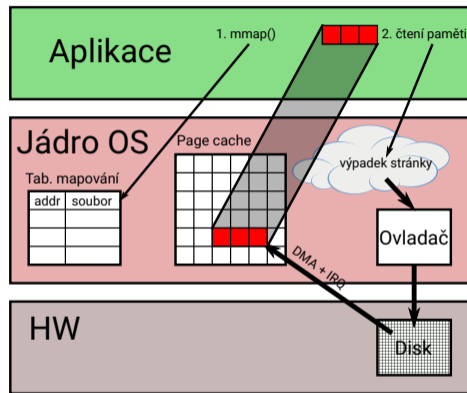 Aplikace
1. mmap()
2. čtení paměti
Jádro OS
Page cache
Tab. mapování
addr soubor
výpadek stránky
Ovladač
DMA + IRQ
HW
Disk